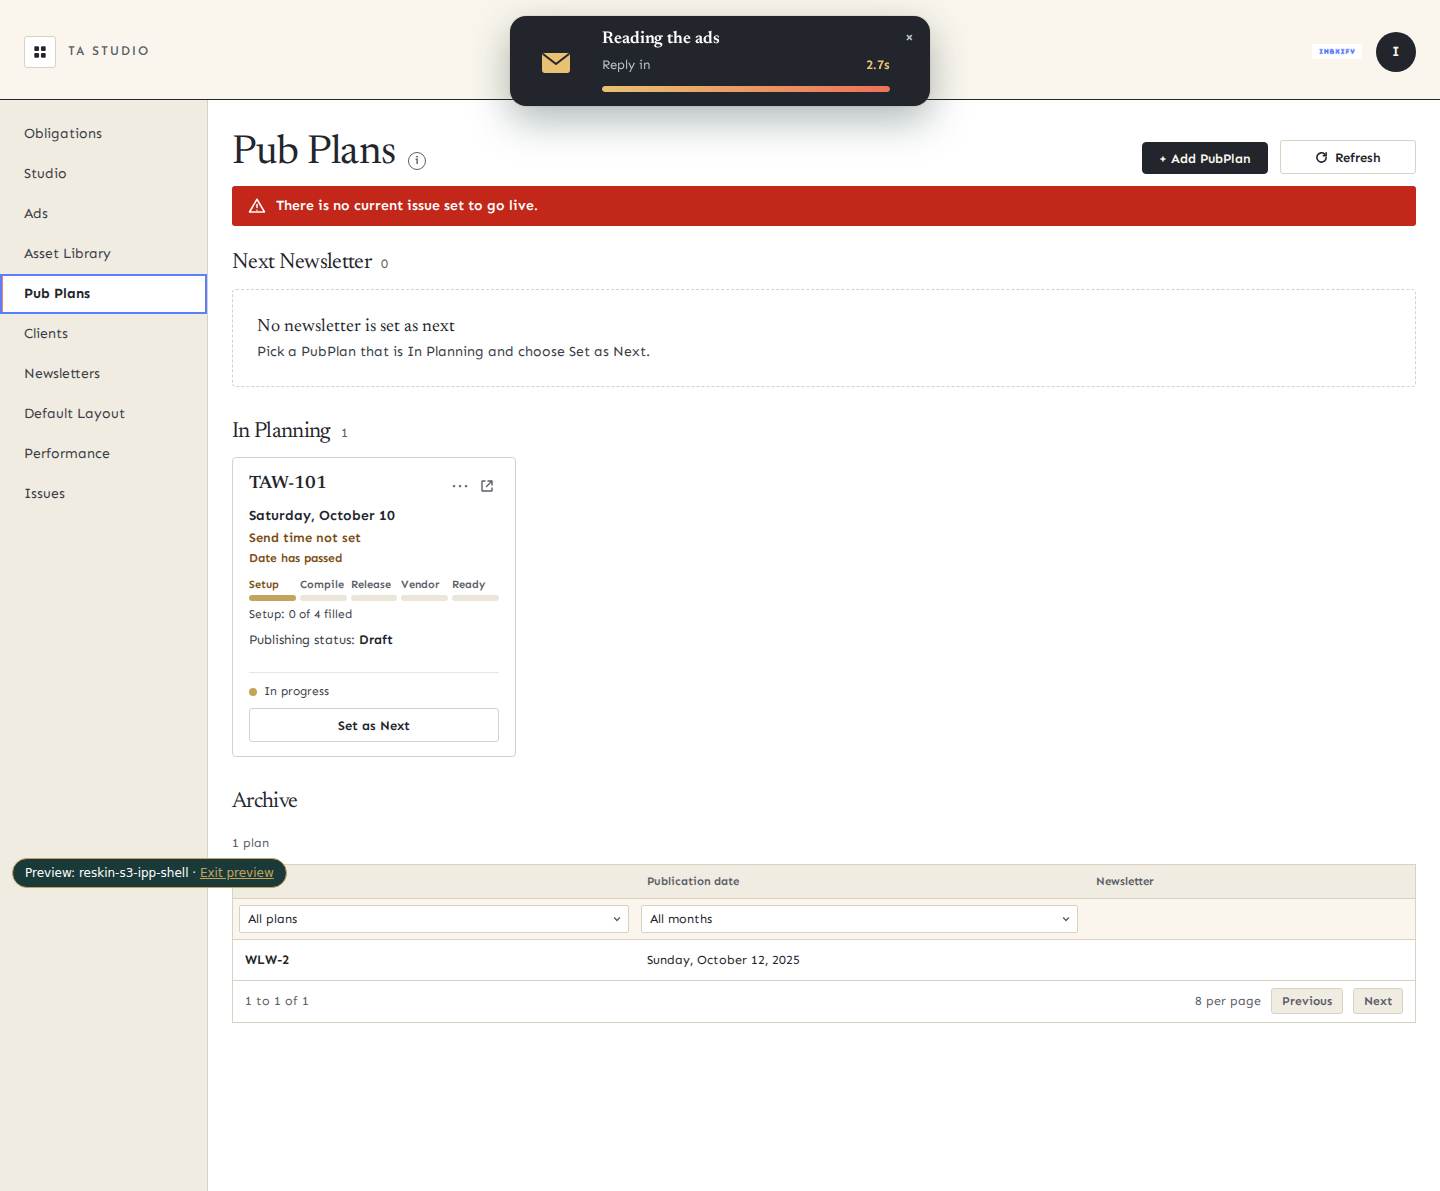 TA STUDIO
Reading the ads
×
Reply in
2.7s
INBXIFY
I
Obligations
Studio
Ads
Asset Library
Pub Plans
Clients
Newsletters
Default Layout
Performance
Issues
Pub Plans
i
+ Add PubPlan
Refresh
There is no current issue set to go live.
Next Newsletter 0
No newsletter is set as next
Pick a PubPlan that is In Planning and choose Set as Next.
In Planning 1
TAW-101
...
Saturday, October 10
Send time not set
Date has passed
Setup Compile Release Vendor Ready
Setup: 0 of 4 filled
Publishing status: Draft
In progress
Set as Next
Archive
1 plan
Preview: reskin-s3-ipp-shell · Exit preview
Publication date
Newsletter
All plans
All months
WLW-2
Sunday, October 12, 2025
1 to 1 of 1
8 per page
Previous
Next